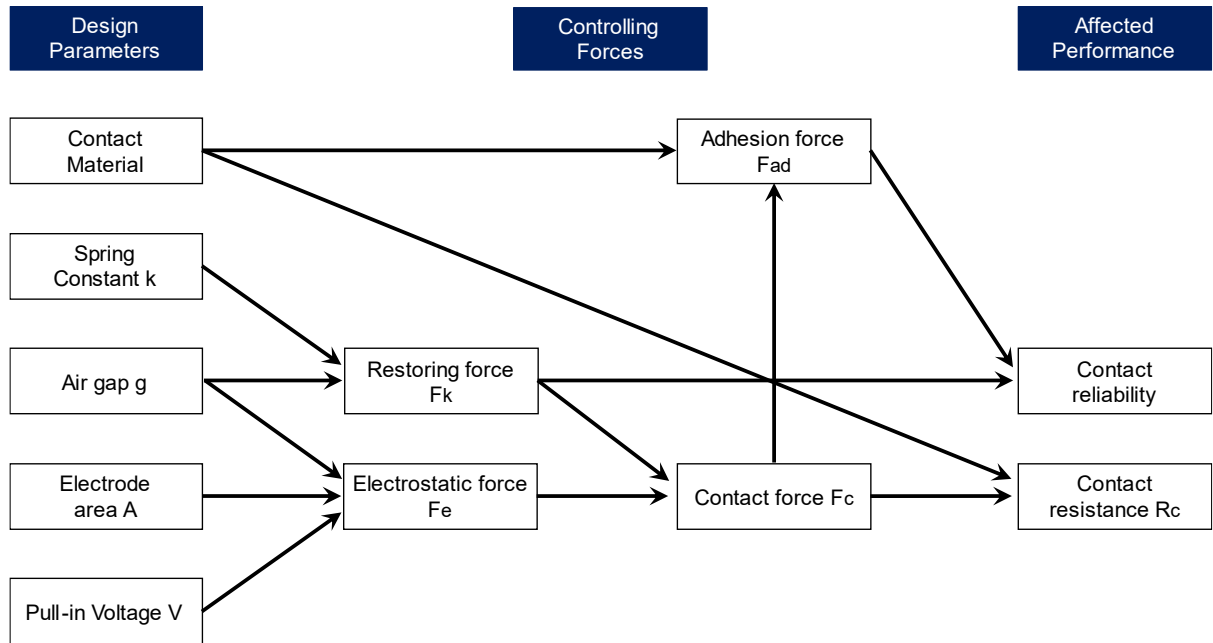 Design
Parameters
Controlling
Forces
Affected
Performance
Contact
Material
Adhesion force
Fad
Spring
Constant k
Air gap g
Restoring force
Fk
Contact
reliability
Electrode
area A
Electrostatic force
Fe
Contact force Fc
Contact
resistance Rc
Pull-in Voltage V